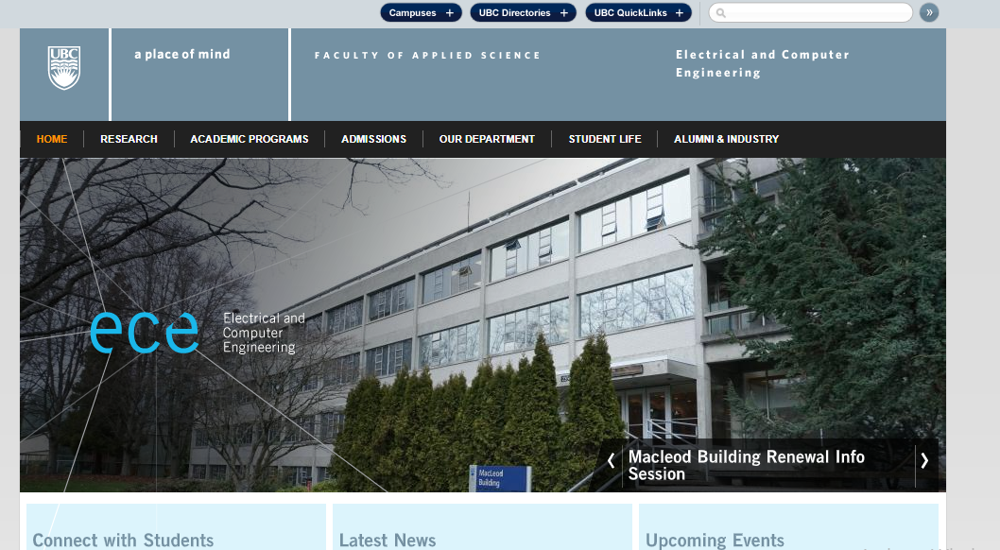 Campuses +
UBC Directories +
UBC QuickLinks +
»
UBC
a place of mind
FACULTY OF APPLIED SCIENCE
Electrical and Computer
Engineering
HOME
RESEARCH
ACADEMIC PROGRAMS
ADMISSIONS
OUR DEPARTMENT
STUDENT LIFE
ALUMNI & INDUSTRY
ece
Electrical and
Computer
Engineering
MacLeod
Building
Macleod Building Renewal Info
Session
Connect with Students
Latest News
Upcoming Events